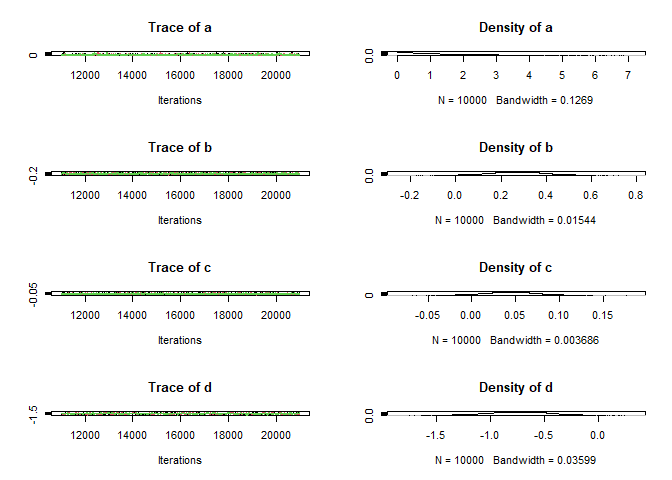 Trace of a
0
12000 14000 16000 18000 20000
Iterations
Density of a
0.0
0 1 2 3 4 5 6 7
N = 10000 Bandwidth = 0.1269
Trace of b
-0.2
12000 14000 16000 18000 20000
Iterations
Density of b
0.0
-0.2 0.0 0.2 0.4 0.6 0.8
N = 10000 Bandwidth = 0.01544
Trace of c
-0.05
12000 14000 16000 18000 20000
Iterations
Density of c
0
-0.05 0.00 0.05 0.10 0.15
N = 10000 Bandwidth = 0.003686
Trace of d
-1.5
12000 14000 16000 18000 20000
Iterations
Density of d
0.0
-1.5 -1.0 -0.5 0.0
N = 10000 Bandwidth = 0.03599